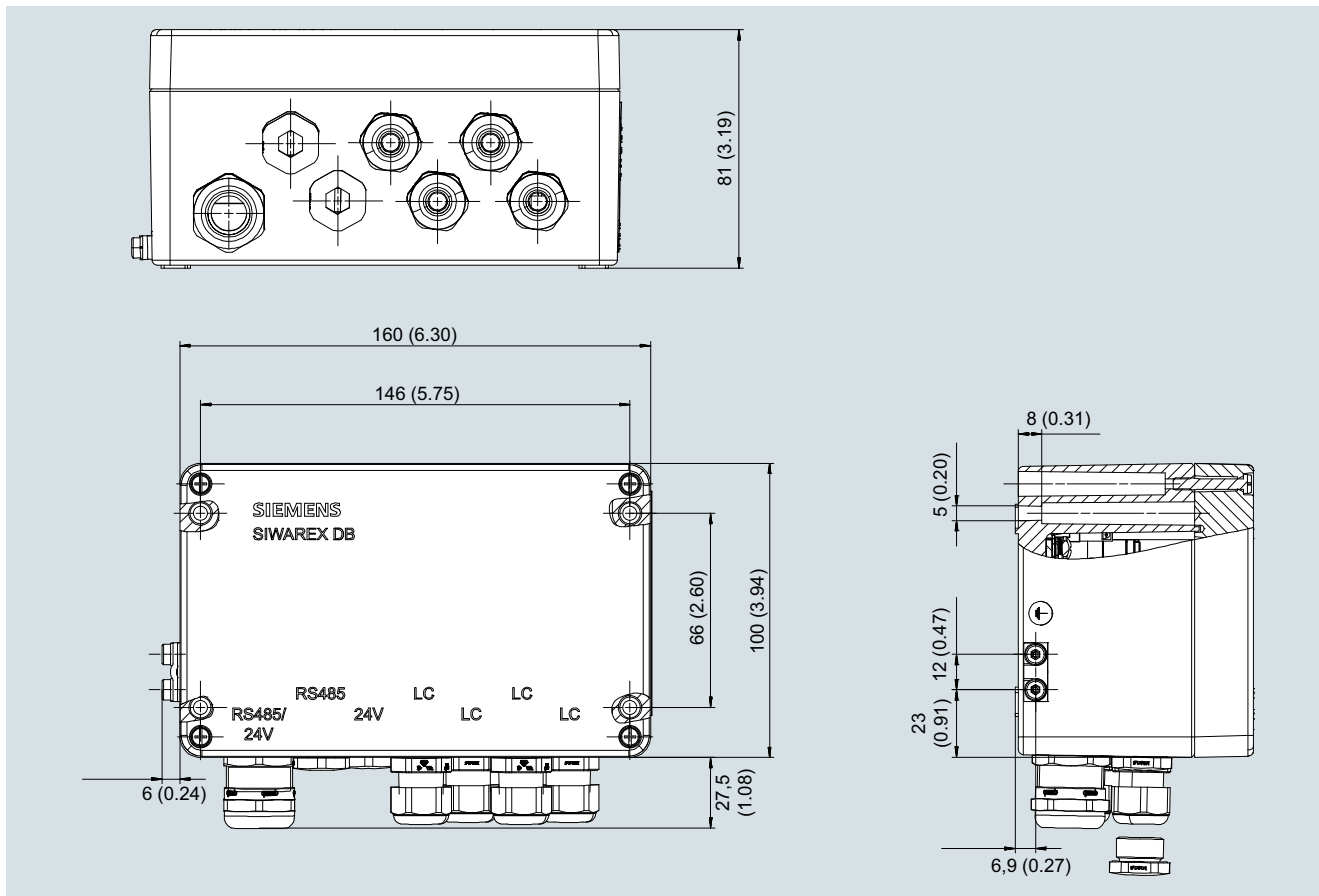 81 (3.19)
160 (6.30)
146 (5.75)
8 (0.31)
5 (0.20)
SIEMENS
SIWAREX DB
66 (2.60)
100 (3.94)
12 (0.47)
23
(0.91)
RS485 LC LC
RS485/ 24V LC LC
24V
6 (0.24)
27,5
(1.08)
6,9 (0.27)